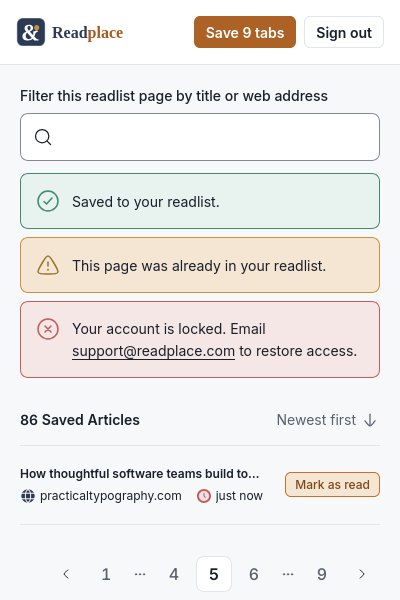 & Readplace
Save 9 tabs
Sign out
Filter this readlist page by title or web address
Saved to your readlist.
This page was already in your readlist.
Your account is locked. Email
support@readplace.com to restore access.
86 Saved Articles
Newest first
How thoughtful software teams build to...
practicaltypography.com
just now
Mark as read
1 ... 4 5 6 ... 9